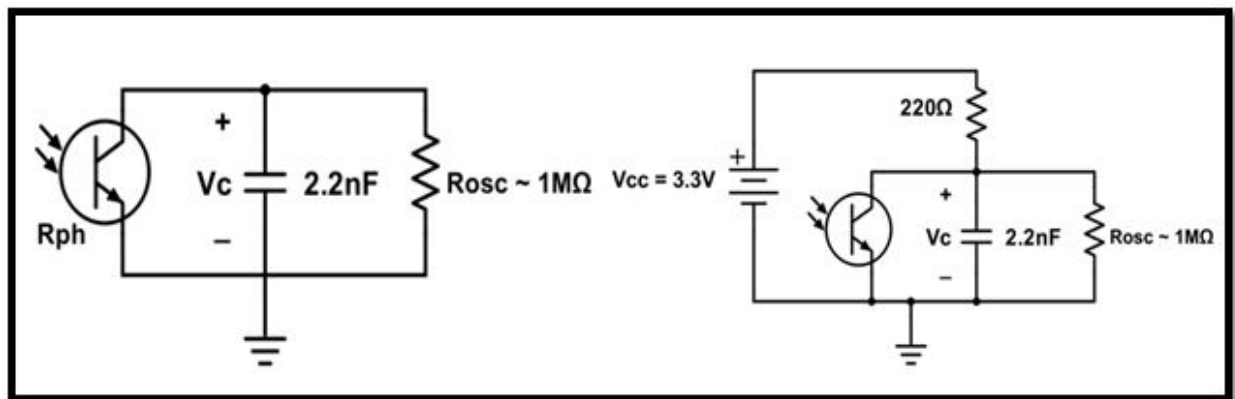 +
Vc
2.2nF
Rosc ~ 1MΩ
Rph
–
220Ω
+
Vcc = 3.3V
+
Vc
2.2nF
Rosc ~ 1MΩ
–